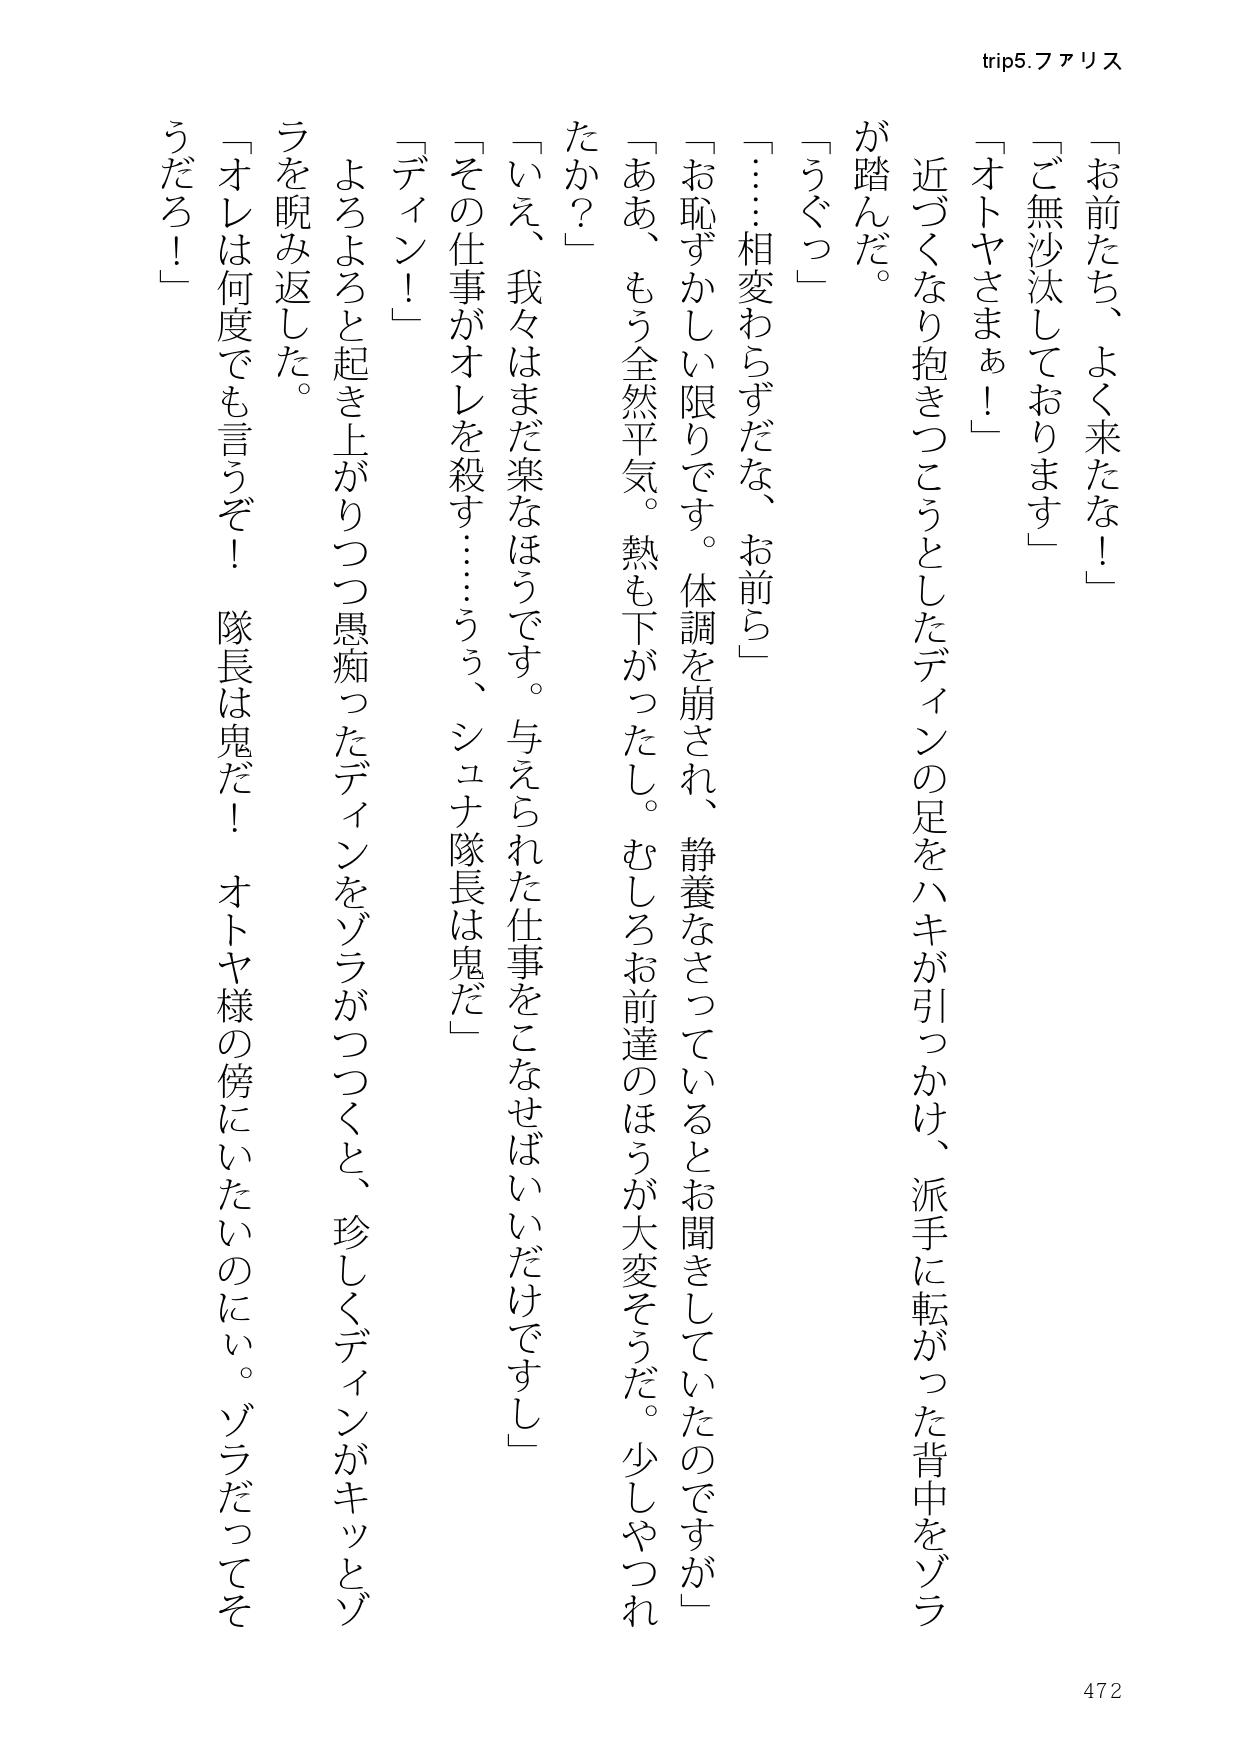 trip5.ファリス
「お前たち、よく来たな！」
「ご無沙汰しております」
「オトヤさまぁ！」
　近づくなり抱きつこうとしたディンの足をハキが引っかけ、派手に転がった背中をゾラ
が踏んだ。
「うぐっ」
「……相変わらずだな、お前ら」
「お恥ずかしい限りです。体調を崩され、静養なさっているとお聞きしていたのですが」
「ああ、もう全然平気。熱も下がったし。むしろお前達のほうが大変そうだ。少しやつれ
たか？」
「いえ、我々はまだ楽なほうです。与えられた仕事をこなせばいいだけですし」
「その仕事がオレを殺す……うぅ、シュナ隊長は鬼だ」
「ディン！」
　よろよろと起き上がりつつ愚痴ったディンをゾラがつつくと、珍しくディンがキッとゾ
ラを睨み返した。
「オレは何度でも言うぞ！　隊長は鬼だ！　オトヤ様の傍にいたいのにぃ。ゾラだってそ
うだろ！」
472